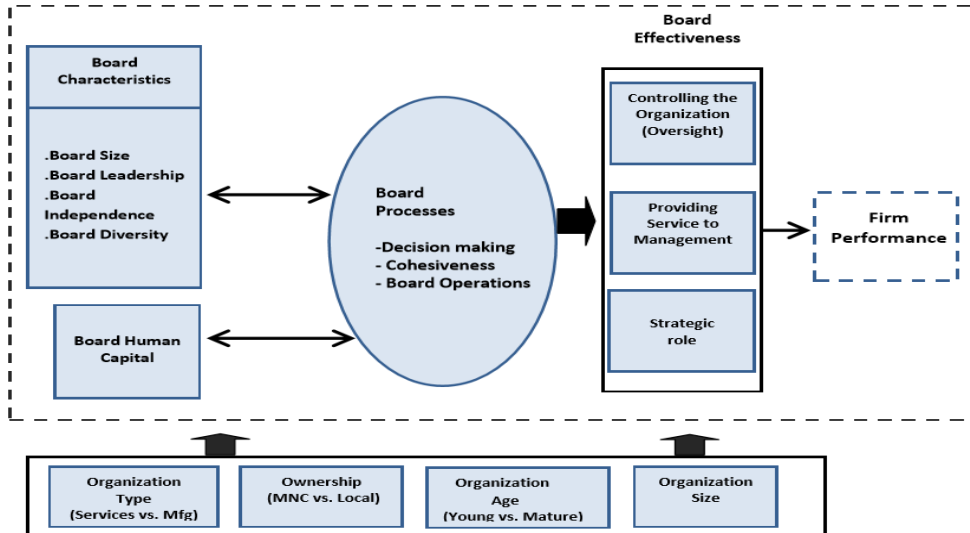 Board
Characteristics
.Board Size
.Board Leadership
.Board
Independence
.Board Diversity
Board Human
Capital
Board
Processes
-Decision making
- Cohesiveness
- Board Operations
Board
Effectiveness
Controlling the
Organization
(Oversight)
Providing
Service to
Management
Strategic
role
Firm
Performance
Organization
Type
(Services vs. Mfg)
Ownership
(MNC vs. Local)
Organization
Age
(Young vs. Mature)
Organization
Size